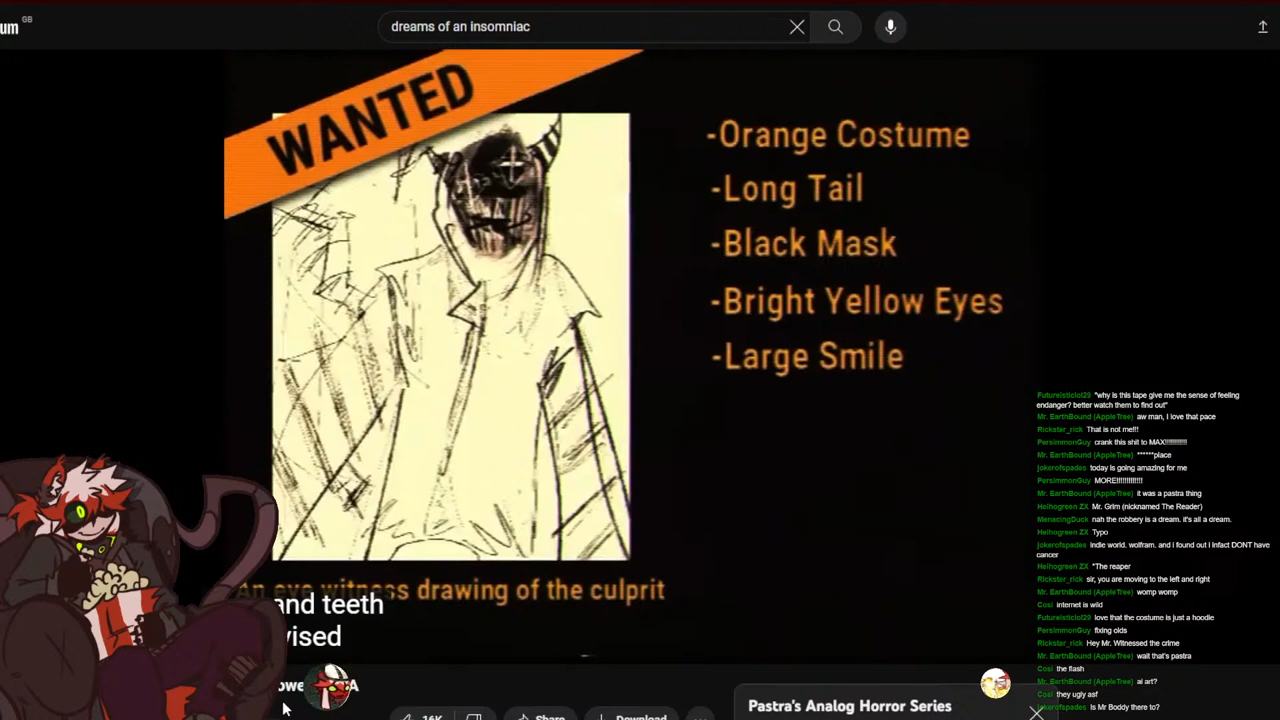 um GB
dreams of an insomniac
WANTED
-Orange Costume
-Long Tail
-Black Mask
-Bright Yellow Eyes
-Large Smile
An eye witness drawing of the culprit
and teeth
vised
16K
Share
Download
Pastra's Analog Horror Series
Futureisticlol29 "why is this tape give me the sense of feeling
endanger? better watch them to find out"
Mr. EarthBound (AppleTree) aw man, I love that pace
Rickster_rick That is not me!!!
PersimmonGuy crank this shit to MAX!!!!!!!!!!!
Mr. EarthBound (AppleTree) ******place
jokerofspades today is going amazing for me
PersimmonGuy MORE!!!!!!!!!!!!!
Mr. EarthBound (AppleTree) it was a pastra thing
Helhogreen ZX Mr. Grim (nicknamed The Reader)
MenacingDuck nah the robbery is a dream. it's all a dream.
Helhogreen ZX Typo
jokerofspades Indie world. wolfram. and I found out I infact DONT have
cancer
Helhogreen ZX "The reaper
Rickster_rick sir, you are moving to the left and right
Mr. EarthBound (AppleTree) womp womp
Cosi internet is wild
Futureisticlol29 love that the costume is just a hoodie
PersimmonGuy fixing olds
Rickster_rick Hey Mr. Witnessed the crime
Mr. EarthBound (AppleTree) wait that's pastra
Cosi the flash
Mr. EarthBound (AppleTree) ai art?
Cosi they ugly asf
jokerofspades Is Mr Boddy there to?